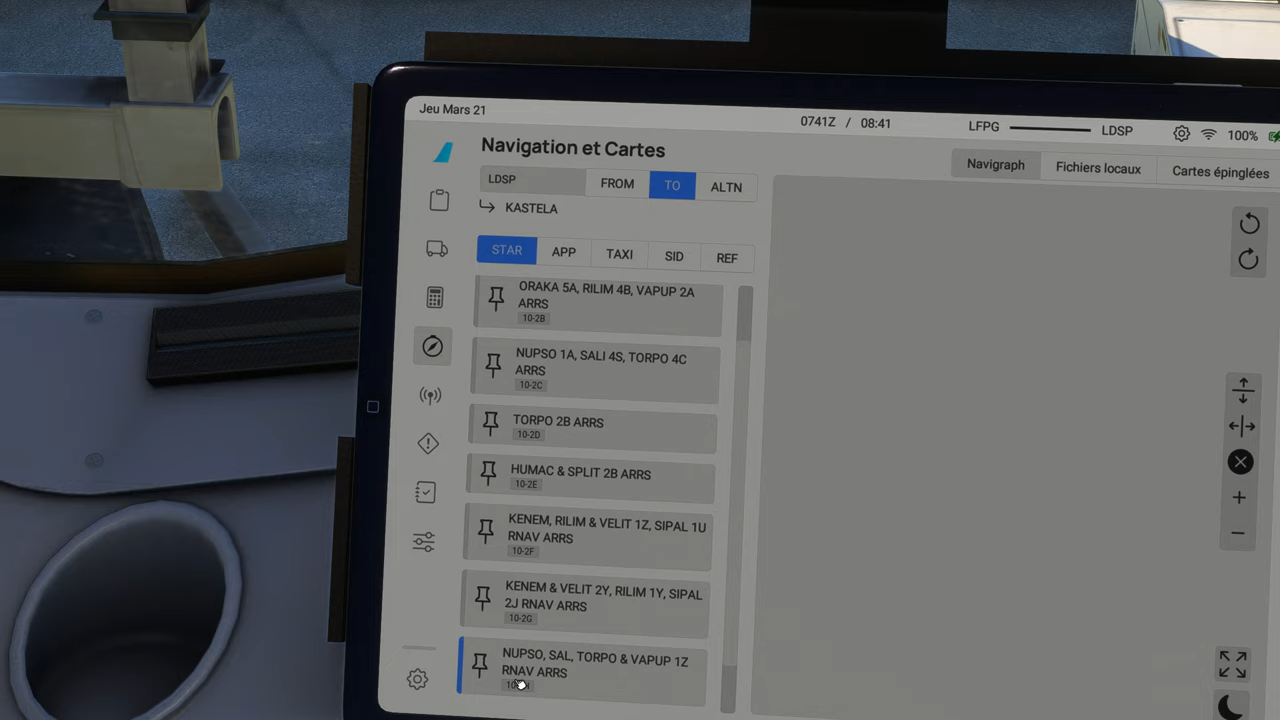 Jeu Mars 21
0741Z / 08:41
LFPG
LDSP
100%
Navigation et Cartes
Navigraph
Fichiers locaux
Cartes épinglées
LDSP
FROM
TO
ALTN
KASTELA
STAR
APP
TAXI
SID
REF
ORAKA 5A, RILIM 4B, VAPUP 2A
ARRS
10-2B
NUPSO 1A, SALI 4S, TORPO 4C
ARRS
10-2C
TORPO 2B ARRS
10-2D
HUMAC & SPLIT 2B ARRS
10-2E
KENEM, RILIM & VELIT 1Z, SIPAL 1U
RNAV ARRS
10-2F
KENEM & VELIT 2Y, RILIM 1Y, SIPAL
2J RNAV ARRS
10-2G
NUPSO, SAL, TORPO & VAPUP 1Z
RNAV ARRS